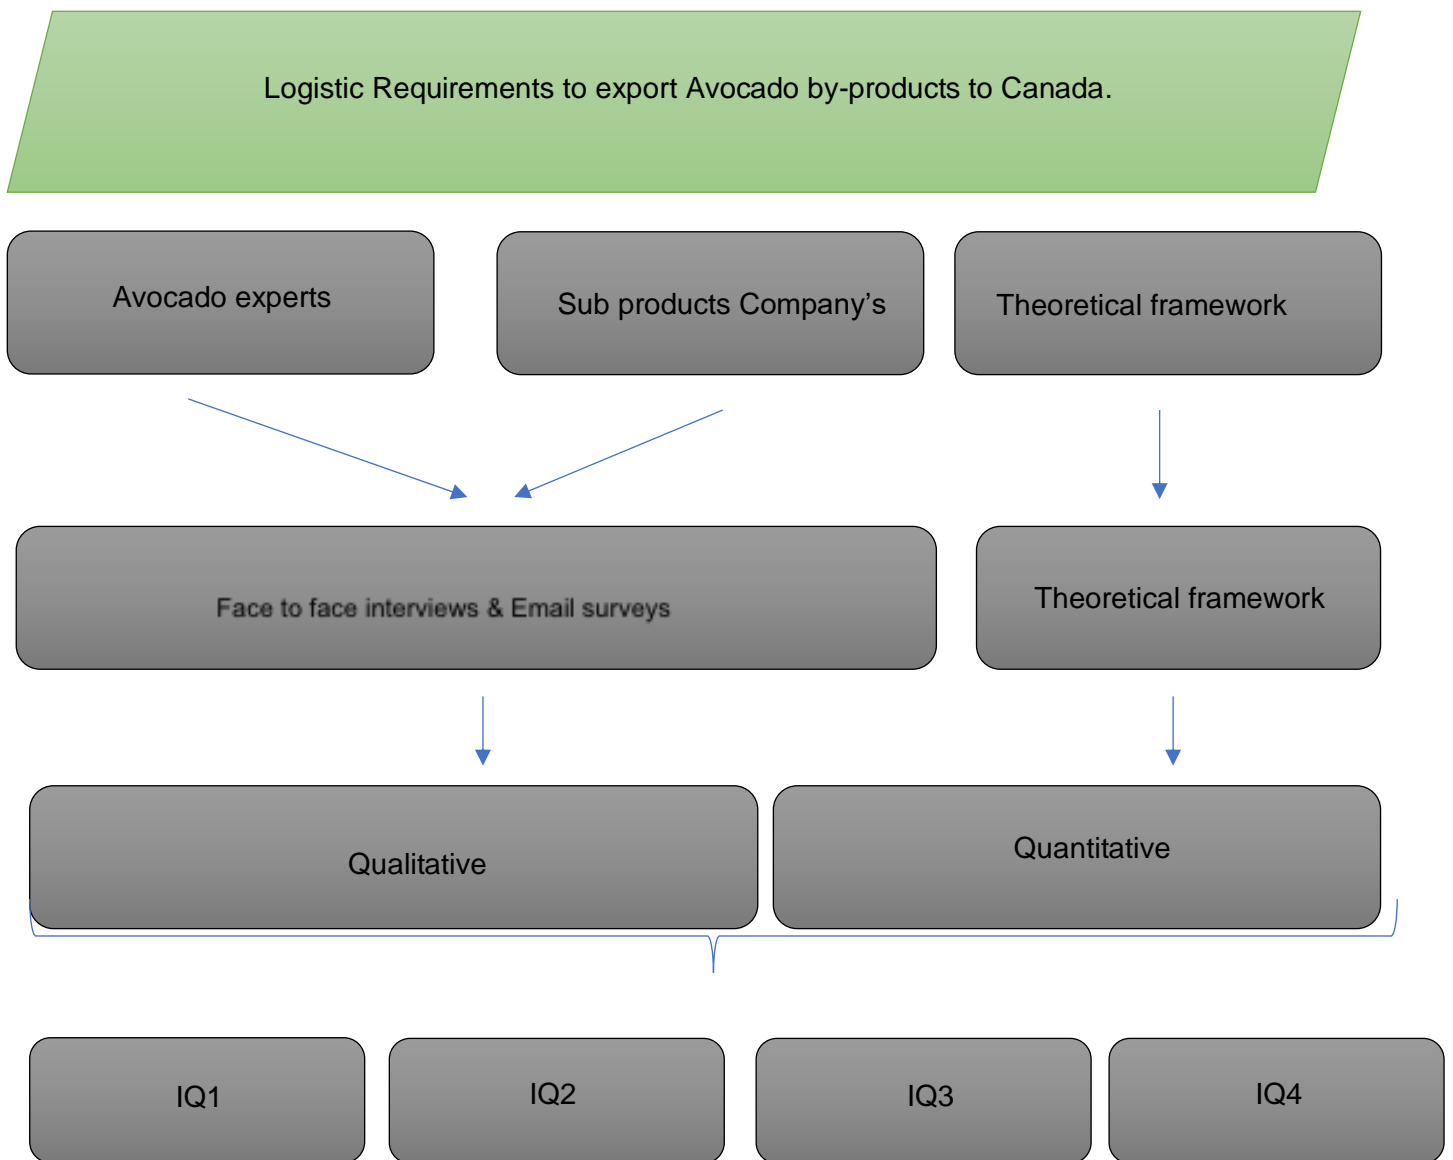 Logistic Requirements to export Avocado by-products to Canada.
Avocado experts
Sub products Company’s
Theoretical framework
Face to face interviews & Email surveys
Theoretical framework
Qualitative
Quantitative
IQ1
IQ2
IQ3
IQ4